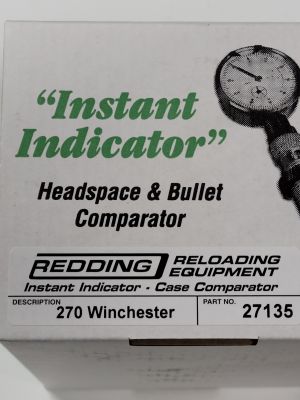 “Instant
Indicator”
Headspace & Bullet
Comparator
REDDING RELOADING
EQUIPMENT
Instant Indicator - Case Comparator
DESCRIPTION 270 Winchester PART NO. 27135